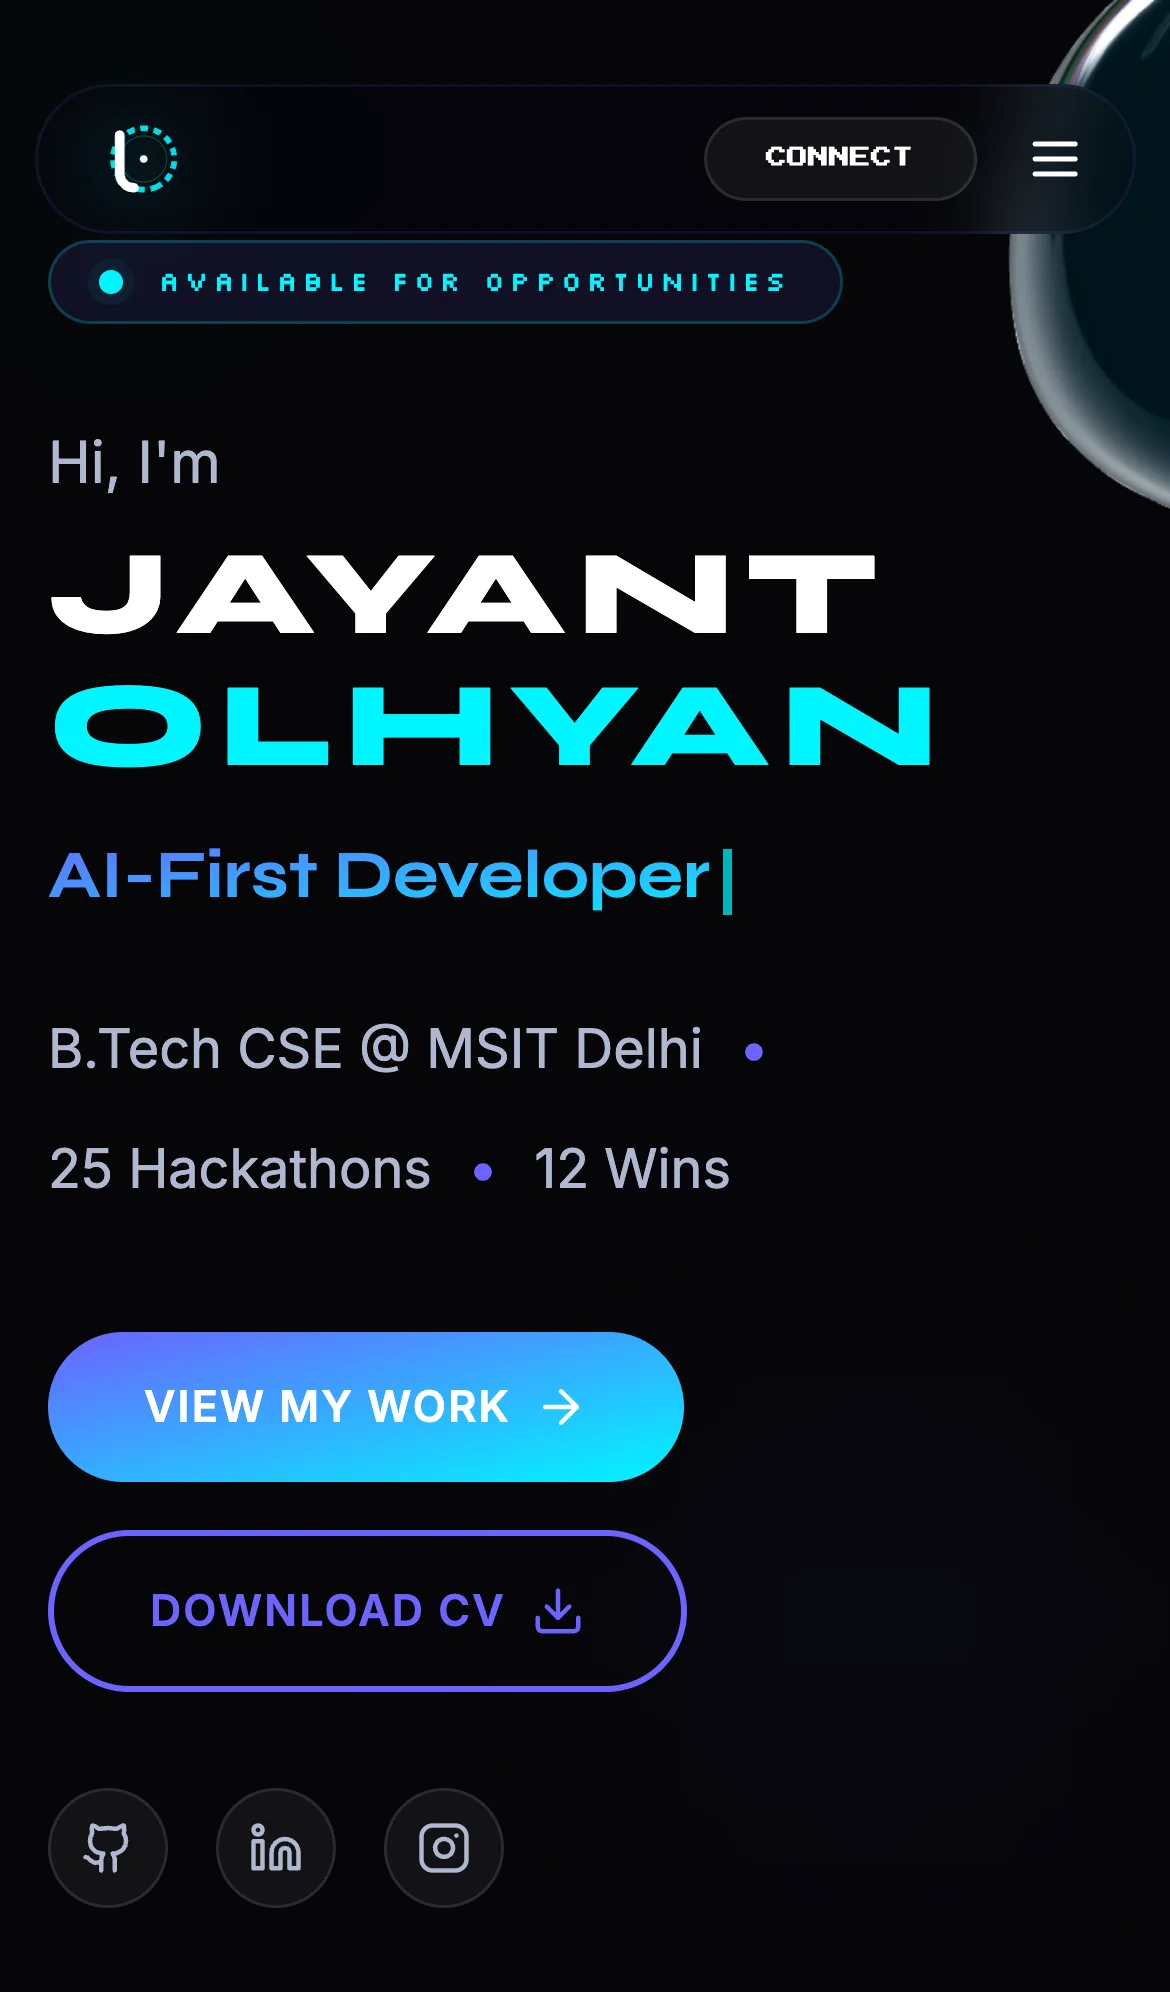 CONNECT
AVAILABLE FOR OPPORTUNITIES
Hi, I'm
JAYANT
OLHYAN
AI-First Developer
B.Tech CSE @ MSIT Delhi •
25 Hackathons • 12 Wins
VIEW MY WORK →
DOWNLOAD CV